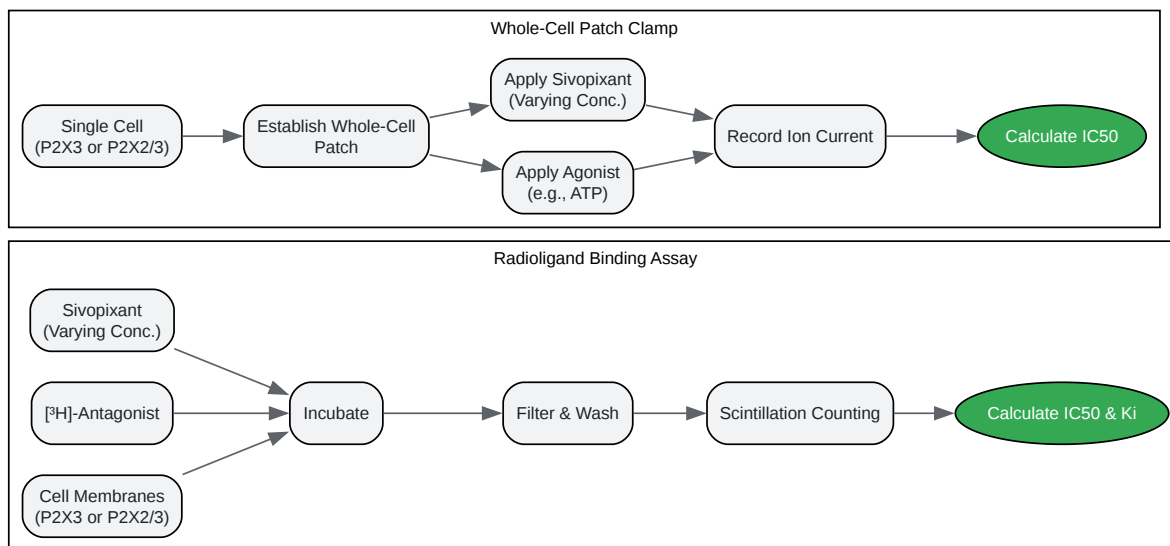 Whole-Cell Patch Clamp
Single Cell
(P2X3 or P2X2/3)
Establish Whole-Cell
Patch
Apply Sivopixant
(Varying Conc.)
Apply Agonist
(e.g., ATP)
Record Ion Current
Calculate IC50
Radioligand Binding Assay
Sivopixant
(Varying Conc.)
[³H]-Antagonist
Cell Membranes
(P2X3 or P2X2/3)
Incubate
Filter & Wash
Scintillation Counting
Calculate IC50 & Ki